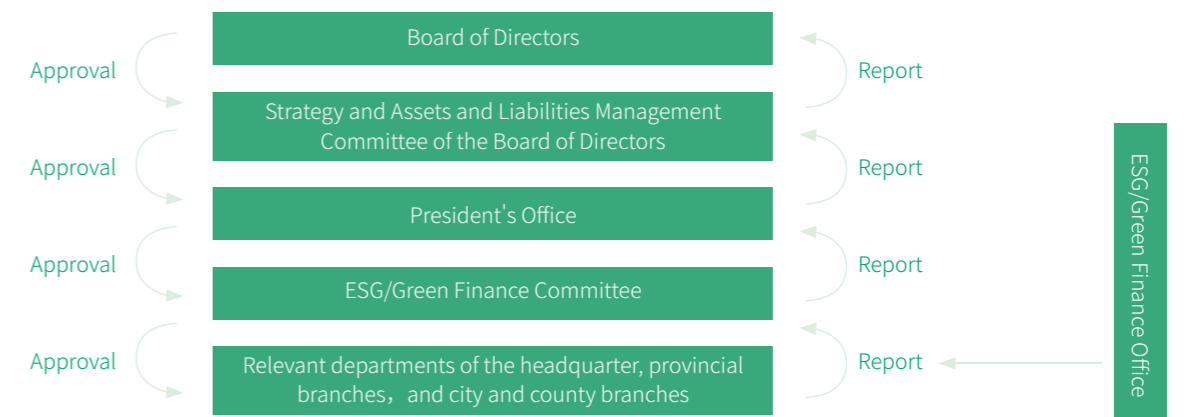 Board of Directors
Approval
Report
Strategy and Assets and Liabilities Management
Committee of the Board of Directors
Approval
Report
President's Office
Approval
Report
ESG/Green Finance Committee
Approval
Report
Relevant departments of the headquarter, provincial
branches，and city and county branches
ESG/Green Finance Office